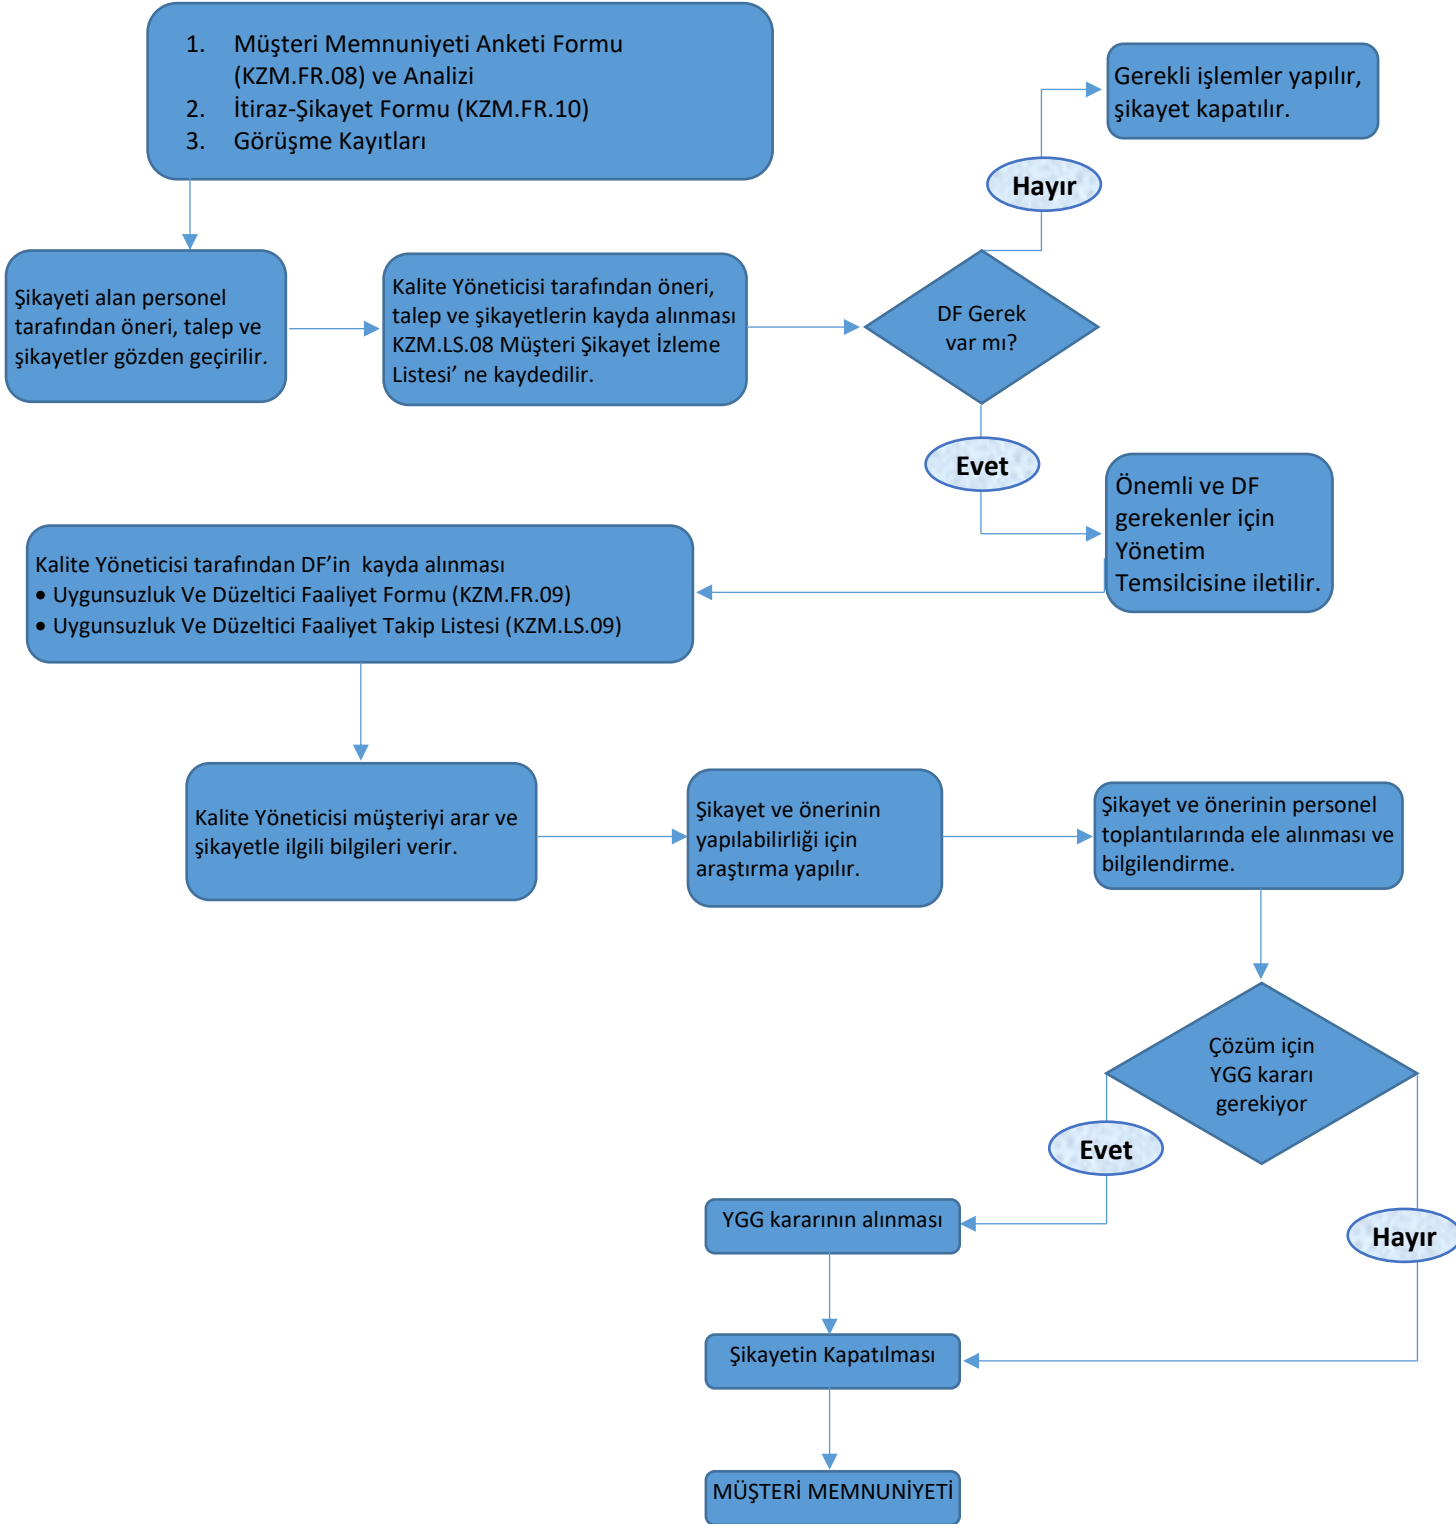 1. Müşteri Memnuniyeti Anketi Formu
(KZM.FR.08) ve Analizi
2. İtiraz-Şikayet Formu (KZM.FR.10)
3. Görüşme Kayıtları
Gerekli işlemler yapılır,
şikayet kapatılır.
Hayır
Şikayeti alan personel
tarafından öneri, talep ve
şikayetler gözden geçirilir.
Kalite Yöneticisi tarafından öneri,
talep ve şikayetlerin kayda alınması
KZM.LS.08 Müşteri Şikayet İzleme
Listesi’ ne kaydedilir.
DF Gerek
var mı?
Evet
Önemli ve DF
gerekenler için
Yönetim
Temsilcisine iletilir.
Kalite Yöneticisi tarafından DF’in kayda alınması
• Uygunsuzluk Ve Düzeltici Faaliyet Formu (KZM.FR.09)
• Uygunsuzluk Ve Düzeltici Faaliyet Takip Listesi (KZM.LS.09)
Kalite Yöneticisi müşteriyi arar ve
şikayetle ilgili bilgileri verir.
Şikayet ve önerinin
yapılabilirliği için
araştırma yapılır.
Şikayet ve önerinin personel
toplantılarında ele alınması ve
bilgilendirme.
Çözüm için
YGG kararı
gerekiyor
Evet
Hayır
YGG kararının alınması
Şikayetin Kapatılması
MÜŞTERİ MEMNUNİYETİ